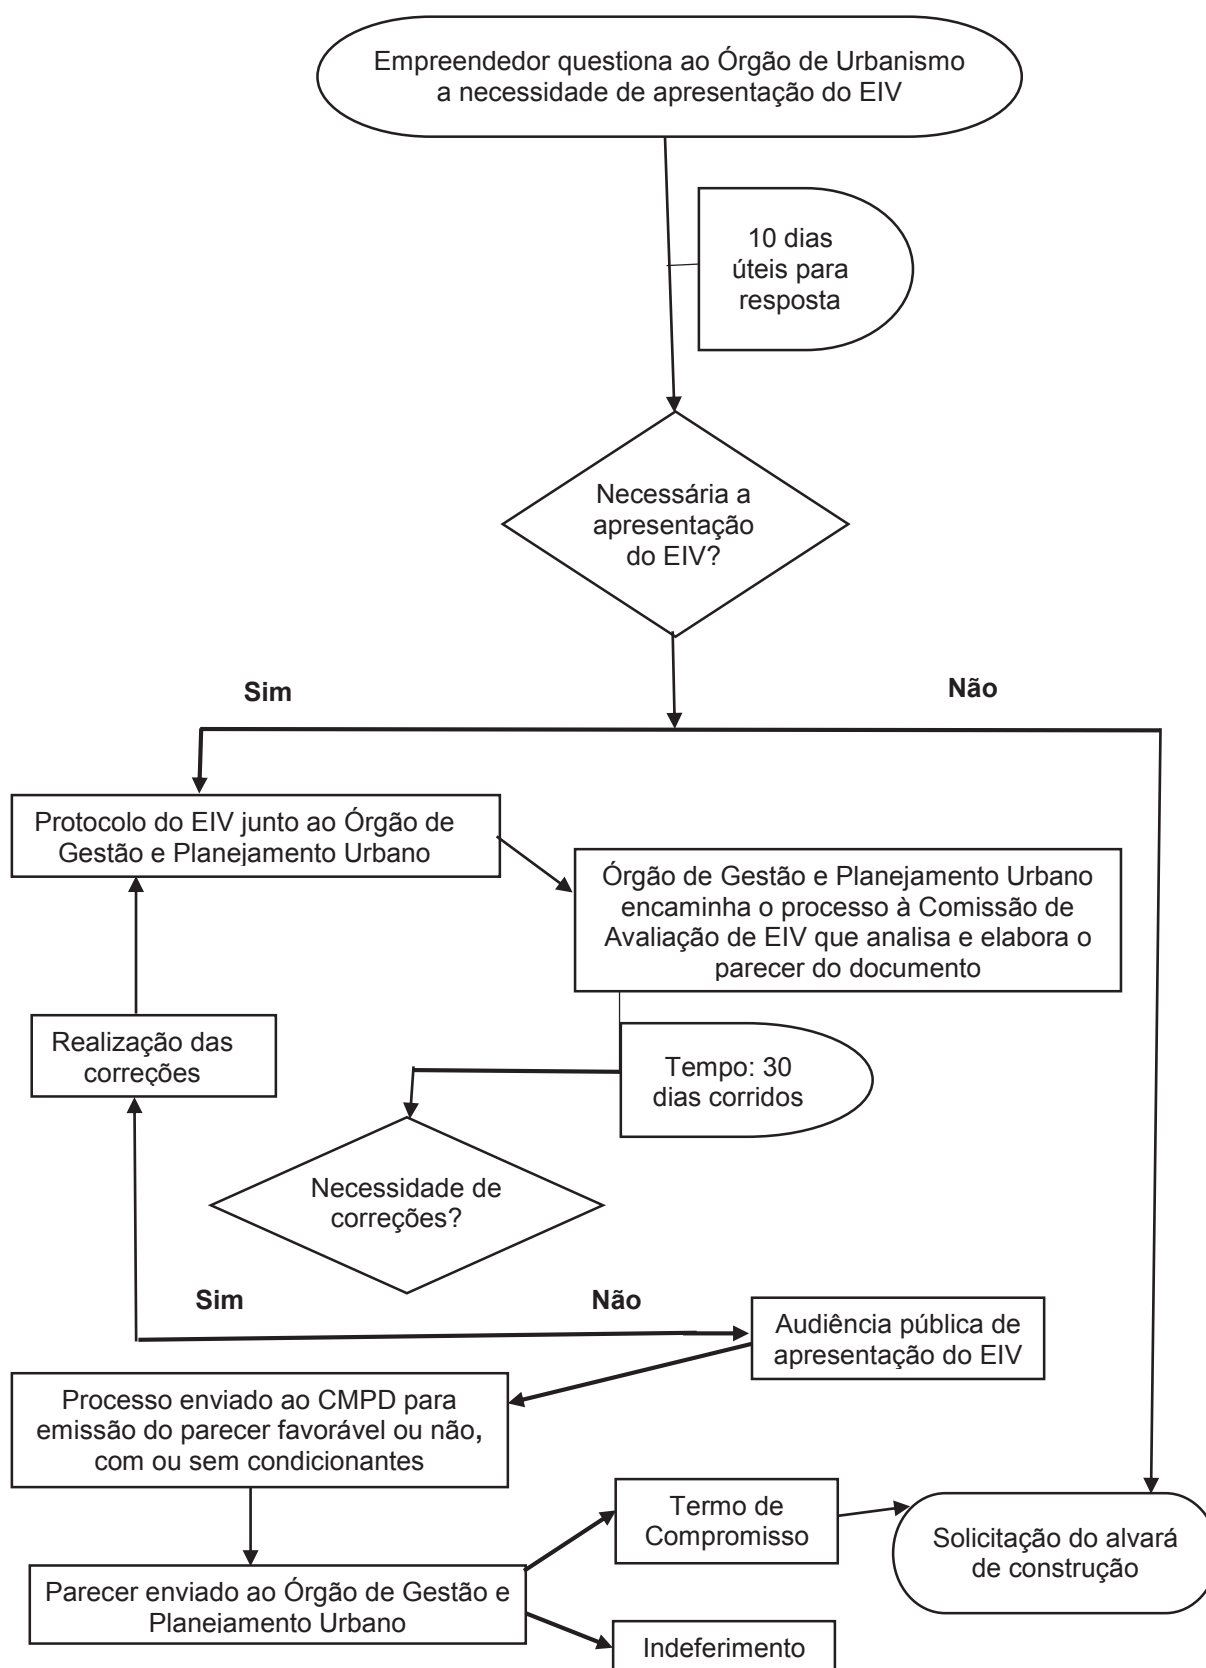 Empreendedor questiona ao Órgão de Urbanismo
a necessidade de apresentação do EIV
10 dias
úteis para
resposta
Necessária a
apresentação
do EIV?
Sim
Não
Protocolo do EIV junto ao Órgão de
Gestão e Planejamento Urbano
Órgão de Gestão e Planejamento Urbano
encaminha o processo à Comissão de
Avaliação de EIV que analisa e elabora o
parecer do documento
Realização das
correções
Tempo: 30
dias corridos
Necessidade de
correções?
Sim
Não
Audiência pública de
apresentação do EIV
Processo enviado ao CMPD para
emissão do parecer favorável ou não,
com ou sem condicionantes
Termo de
Compromisso
Solicitação do alvará
de construção
Parecer enviado ao Órgão de Gestão e
Planejamento Urbano
Indeferimento